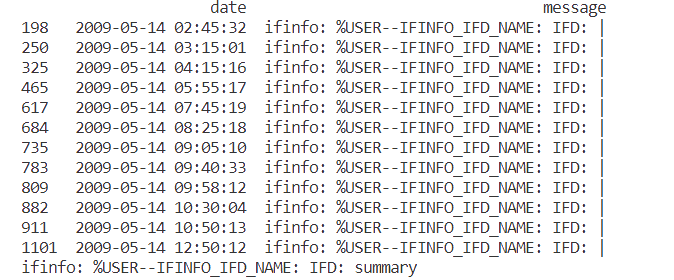 date message
198 2009-05-14 02:45:32 ifinfo: %USER--IFINFO_IFD_NAME: IFD: |
250 2009-05-14 03:15:01 ifinfo: %USER--IFINFO_IFD_NAME: IFD: |
325 2009-05-14 04:15:16 ifinfo: %USER--IFINFO_IFD_NAME: IFD: |
465 2009-05-14 05:55:17 ifinfo: %USER--IFINFO_IFD_NAME: IFD: |
617 2009-05-14 07:45:19 ifinfo: %USER--IFINFO_IFD_NAME: IFD: |
684 2009-05-14 08:25:18 ifinfo: %USER--IFINFO_IFD_NAME: IFD: |
735 2009-05-14 09:05:10 ifinfo: %USER--IFINFO_IFD_NAME: IFD: |
783 2009-05-14 09:40:33 ifinfo: %USER--IFINFO_IFD_NAME: IFD: |
809 2009-05-14 09:58:12 ifinfo: %USER--IFINFO_IFD_NAME: IFD: |
882 2009-05-14 10:30:04 ifinfo: %USER--IFINFO_IFD_NAME: IFD: |
911 2009-05-14 10:50:13 ifinfo: %USER--IFINFO_IFD_NAME: IFD: |
1101 2009-05-14 12:50:12 ifinfo: %USER--IFINFO_IFD_NAME: IFD: |
ifinfo: %USER--IFINFO_IFD_NAME: IFD: summary